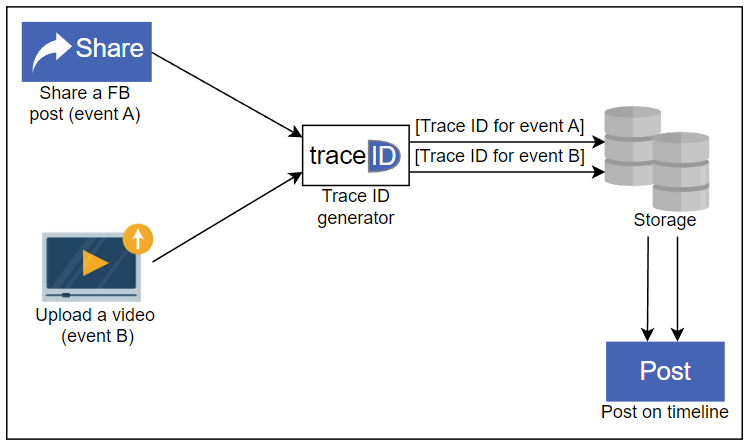 Share
Share a FB
post (event A)
[Trace ID for event A]
traceID
[Trace ID for event B]
Trace ID
generator
Storage
Upload a video
(event B)
Post
Post on timeline